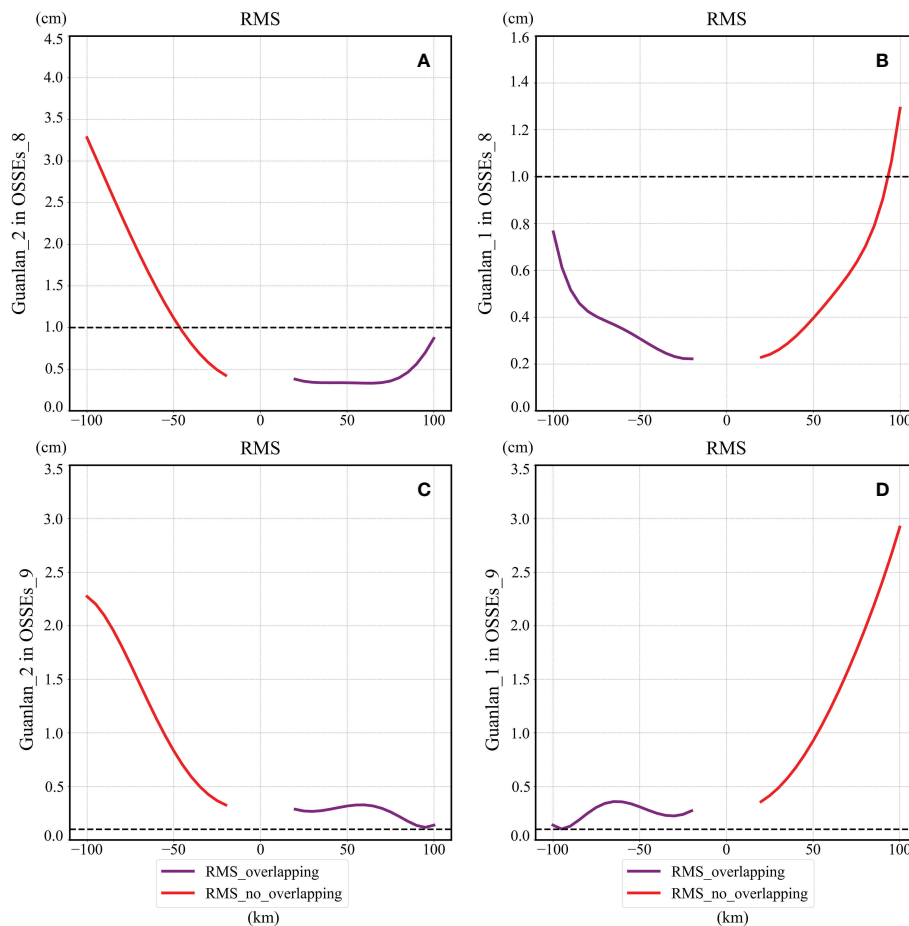 (cm) RMS
A
Guanlan_2 in OSSEs_8
4.5
4.0
3.5
3.0
2.5
2.0
1.5
1.0
0.5
0.0
−100 −50 0 50 100
(cm) RMS
B
Guanlan_1 in OSSEs_8
1.6
1.4
1.2
1.0
0.8
0.6
0.4
0.2
0.0
−100 −50 0 50 100
(cm) RMS
C
Guanlan_2 in OSSEs_9
3.5
3.0
2.5
2.0
1.5
1.0
0.5
0.0
−100 −50 0 50 100
RMS_overlapping
RMS_no_overlapping
(km)
(cm) RMS
D
Guanlan_1 in OSSEs_9
3.5
3.0
2.5
2.0
1.5
1.0
0.5
0.0
−100 −50 0 50 100
RMS_overlapping
RMS_no_overlapping
(km)